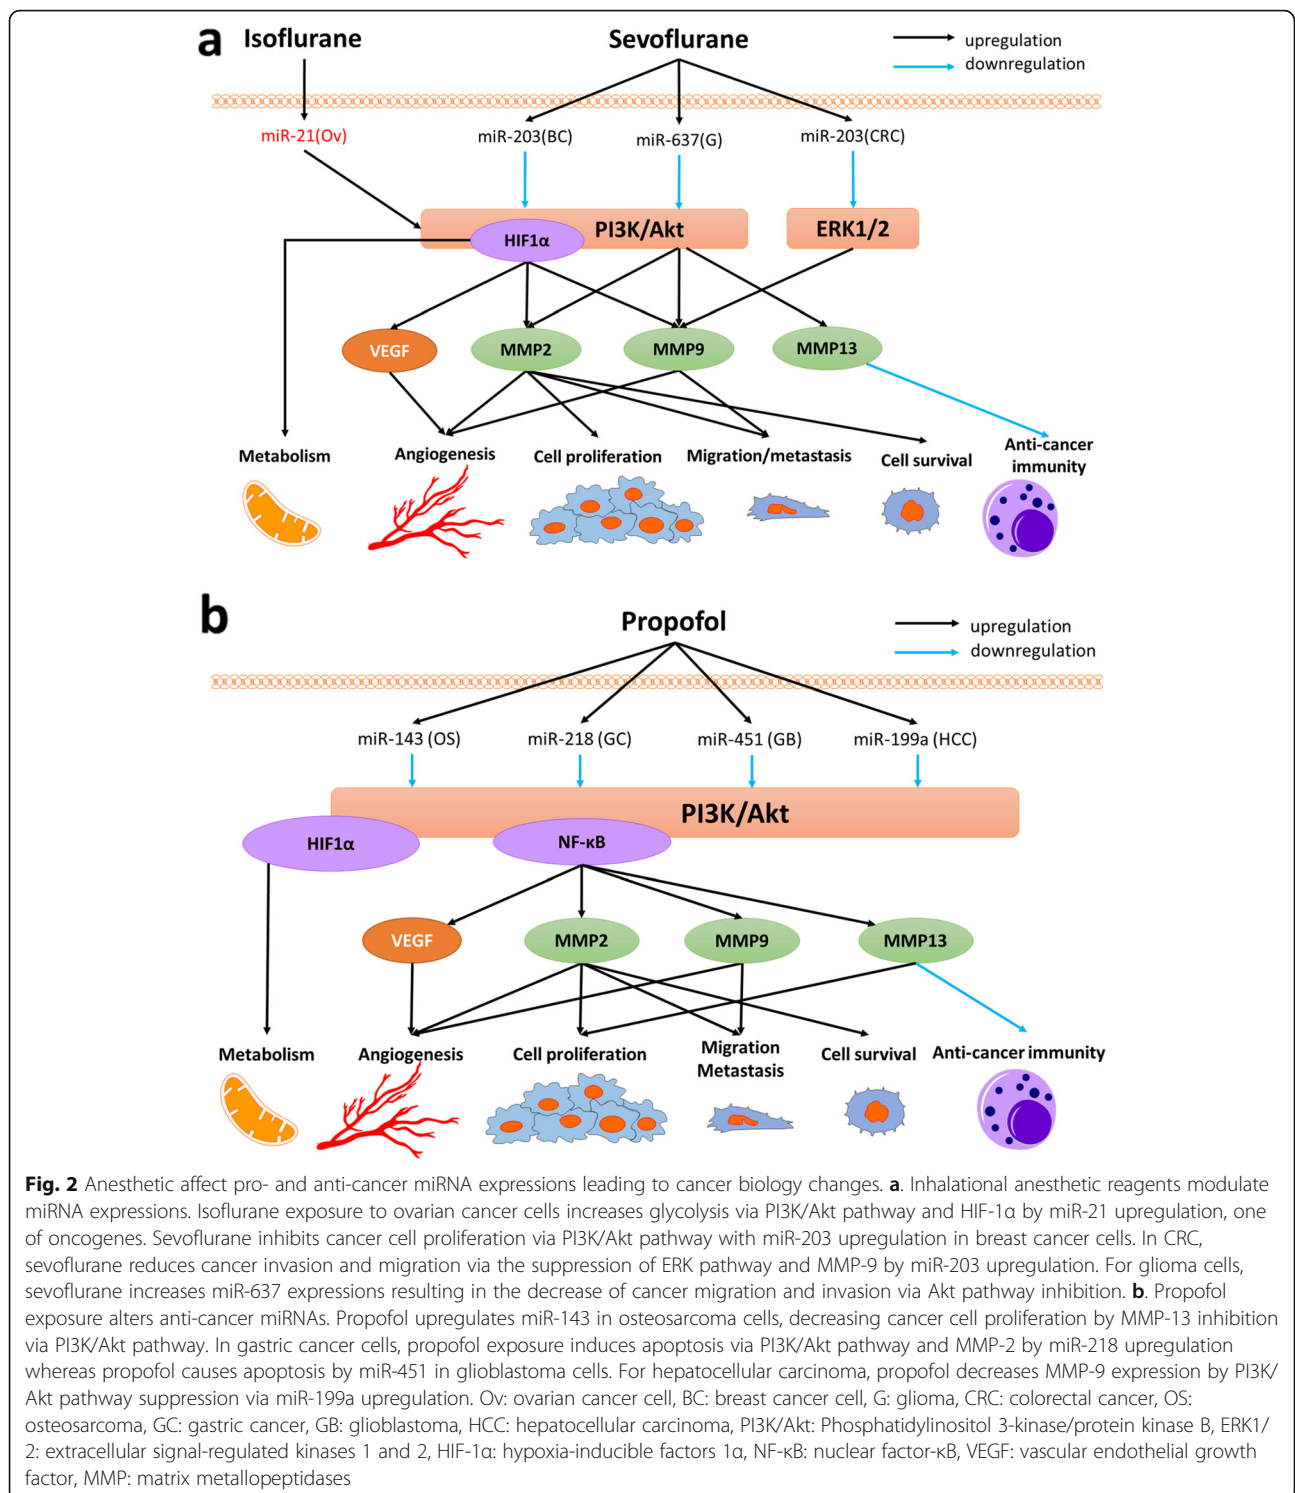 a Isoflurane Sevoflurane
upregulation
downregulation
miR-21(Ov) miR-203(BC) miR-637(G) miR-203(CRC)
PI3K/Akt ERK1/2
HIF1α
VEGF MMP2 MMP9 MMP13
Metabolism Angiogenesis Cell proliferation Migration/metastasis Cell survival Anti-cancer
immunity
b Propofol
upregulation
downregulation
miR-143 (OS) miR-218 (GC) miR-451 (GB) miR-199a (HCC)
PI3K/Akt
HIF1α NF-κB
VEGF MMP2 MMP9 MMP13
Metabolism Angiogenesis Cell proliferation Migration
Metastasis Cell survival Anti-cancer immunity
Fig. 2 Anesthetic affect pro- and anti-cancer miRNA expressions leading to cancer biology changes. a. Inhalational anesthetic reagents modulate
miRNA expressions. Isoflurane exposure to ovarian cancer cells increases glycolysis via PI3K/Akt pathway and HIF-1α by miR-21 upregulation, one
of oncogenes. Sevoflurane inhibits cancer cell proliferation via PI3K/Akt pathway with miR-203 upregulation in breast cancer cells. In CRC,
sevoflurane reduces cancer invasion and migration via the suppression of ERK pathway and MMP-9 by miR-203 upregulation. For glioma cells,
sevoflurane increases miR-637 expressions resulting in the decrease of cancer migration and invasion via Akt pathway inhibition. b. Propofol
exposure alters anti-cancer miRNAs. Propofol upregulates miR-143 in osteosarcoma cells, decreasing cancer cell proliferation by MMP-13 inhibition
via PI3K/Akt pathway. In gastric cancer cells, propofol exposure induces apoptosis via PI3K/Akt pathway and MMP-2 by miR-218 upregulation
whereas propofol causes apoptosis by miR-451 in glioblastoma cells. For hepatocellular carcinoma, propofol decreases MMP-9 expression by PI3K/
Akt pathway suppression via miR-199a upregulation. Ov: ovarian cancer cell, BC: breast cancer cell, G: glioma, CRC: colorectal cancer, OS:
osteosarcoma, GC: gastric cancer, GB: glioblastoma, HCC: hepatocellular carcinoma, PI3K/Akt: Phosphatidylinositol 3-kinase/protein kinase B, ERK1/
2: extracellular signal-regulated kinases 1 and 2, HIF-1α: hypoxia-inducible factors 1α, NF-κB: nuclear factor-κB, VEGF: vascular endothelial growth
factor, MMP: matrix metallopeptidases